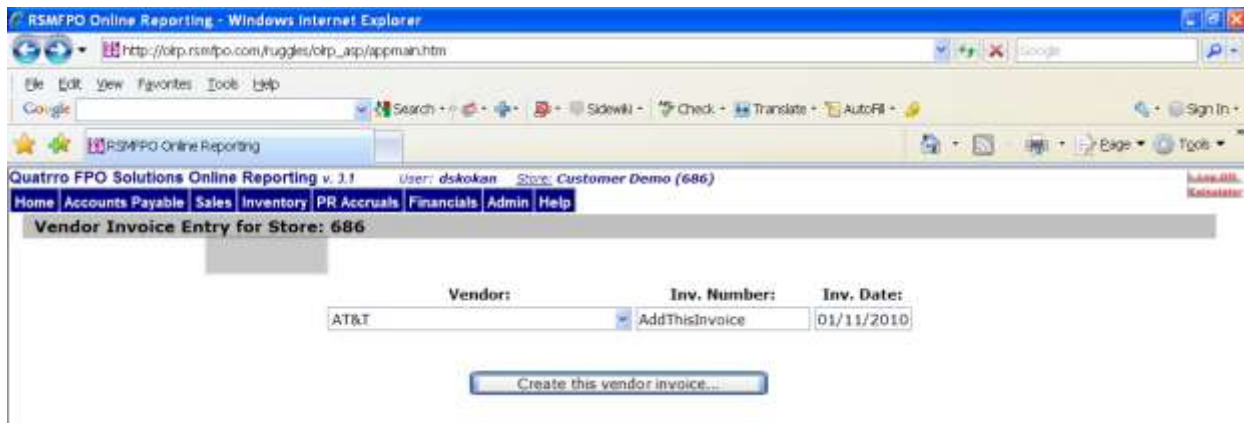 RSMFPO Online Reporting - Windows Internet Explorer
http://olrp.rsmfpo.com/ruggles/olrp_asp/appmain.htm
Google
File Edit View Favorites Tools Help
Google Search Sidewiki Check Translate AutoFill Sign In
RSMFPO Online Reporting Page Tools
Quatrro FPO Solutions Online Reporting v. 3.1 User: dskokan Store: Customer Demo (686) Log Off
Kalculator
Home Accounts Payable Sales Inventory PR Accruals Financials Admin Help
Vendor Invoice Entry for Store: 686
Vendor: Inv. Number: Inv. Date:
AT&T AddThisInvoice 01/11/2010
Create this vendor invoice...